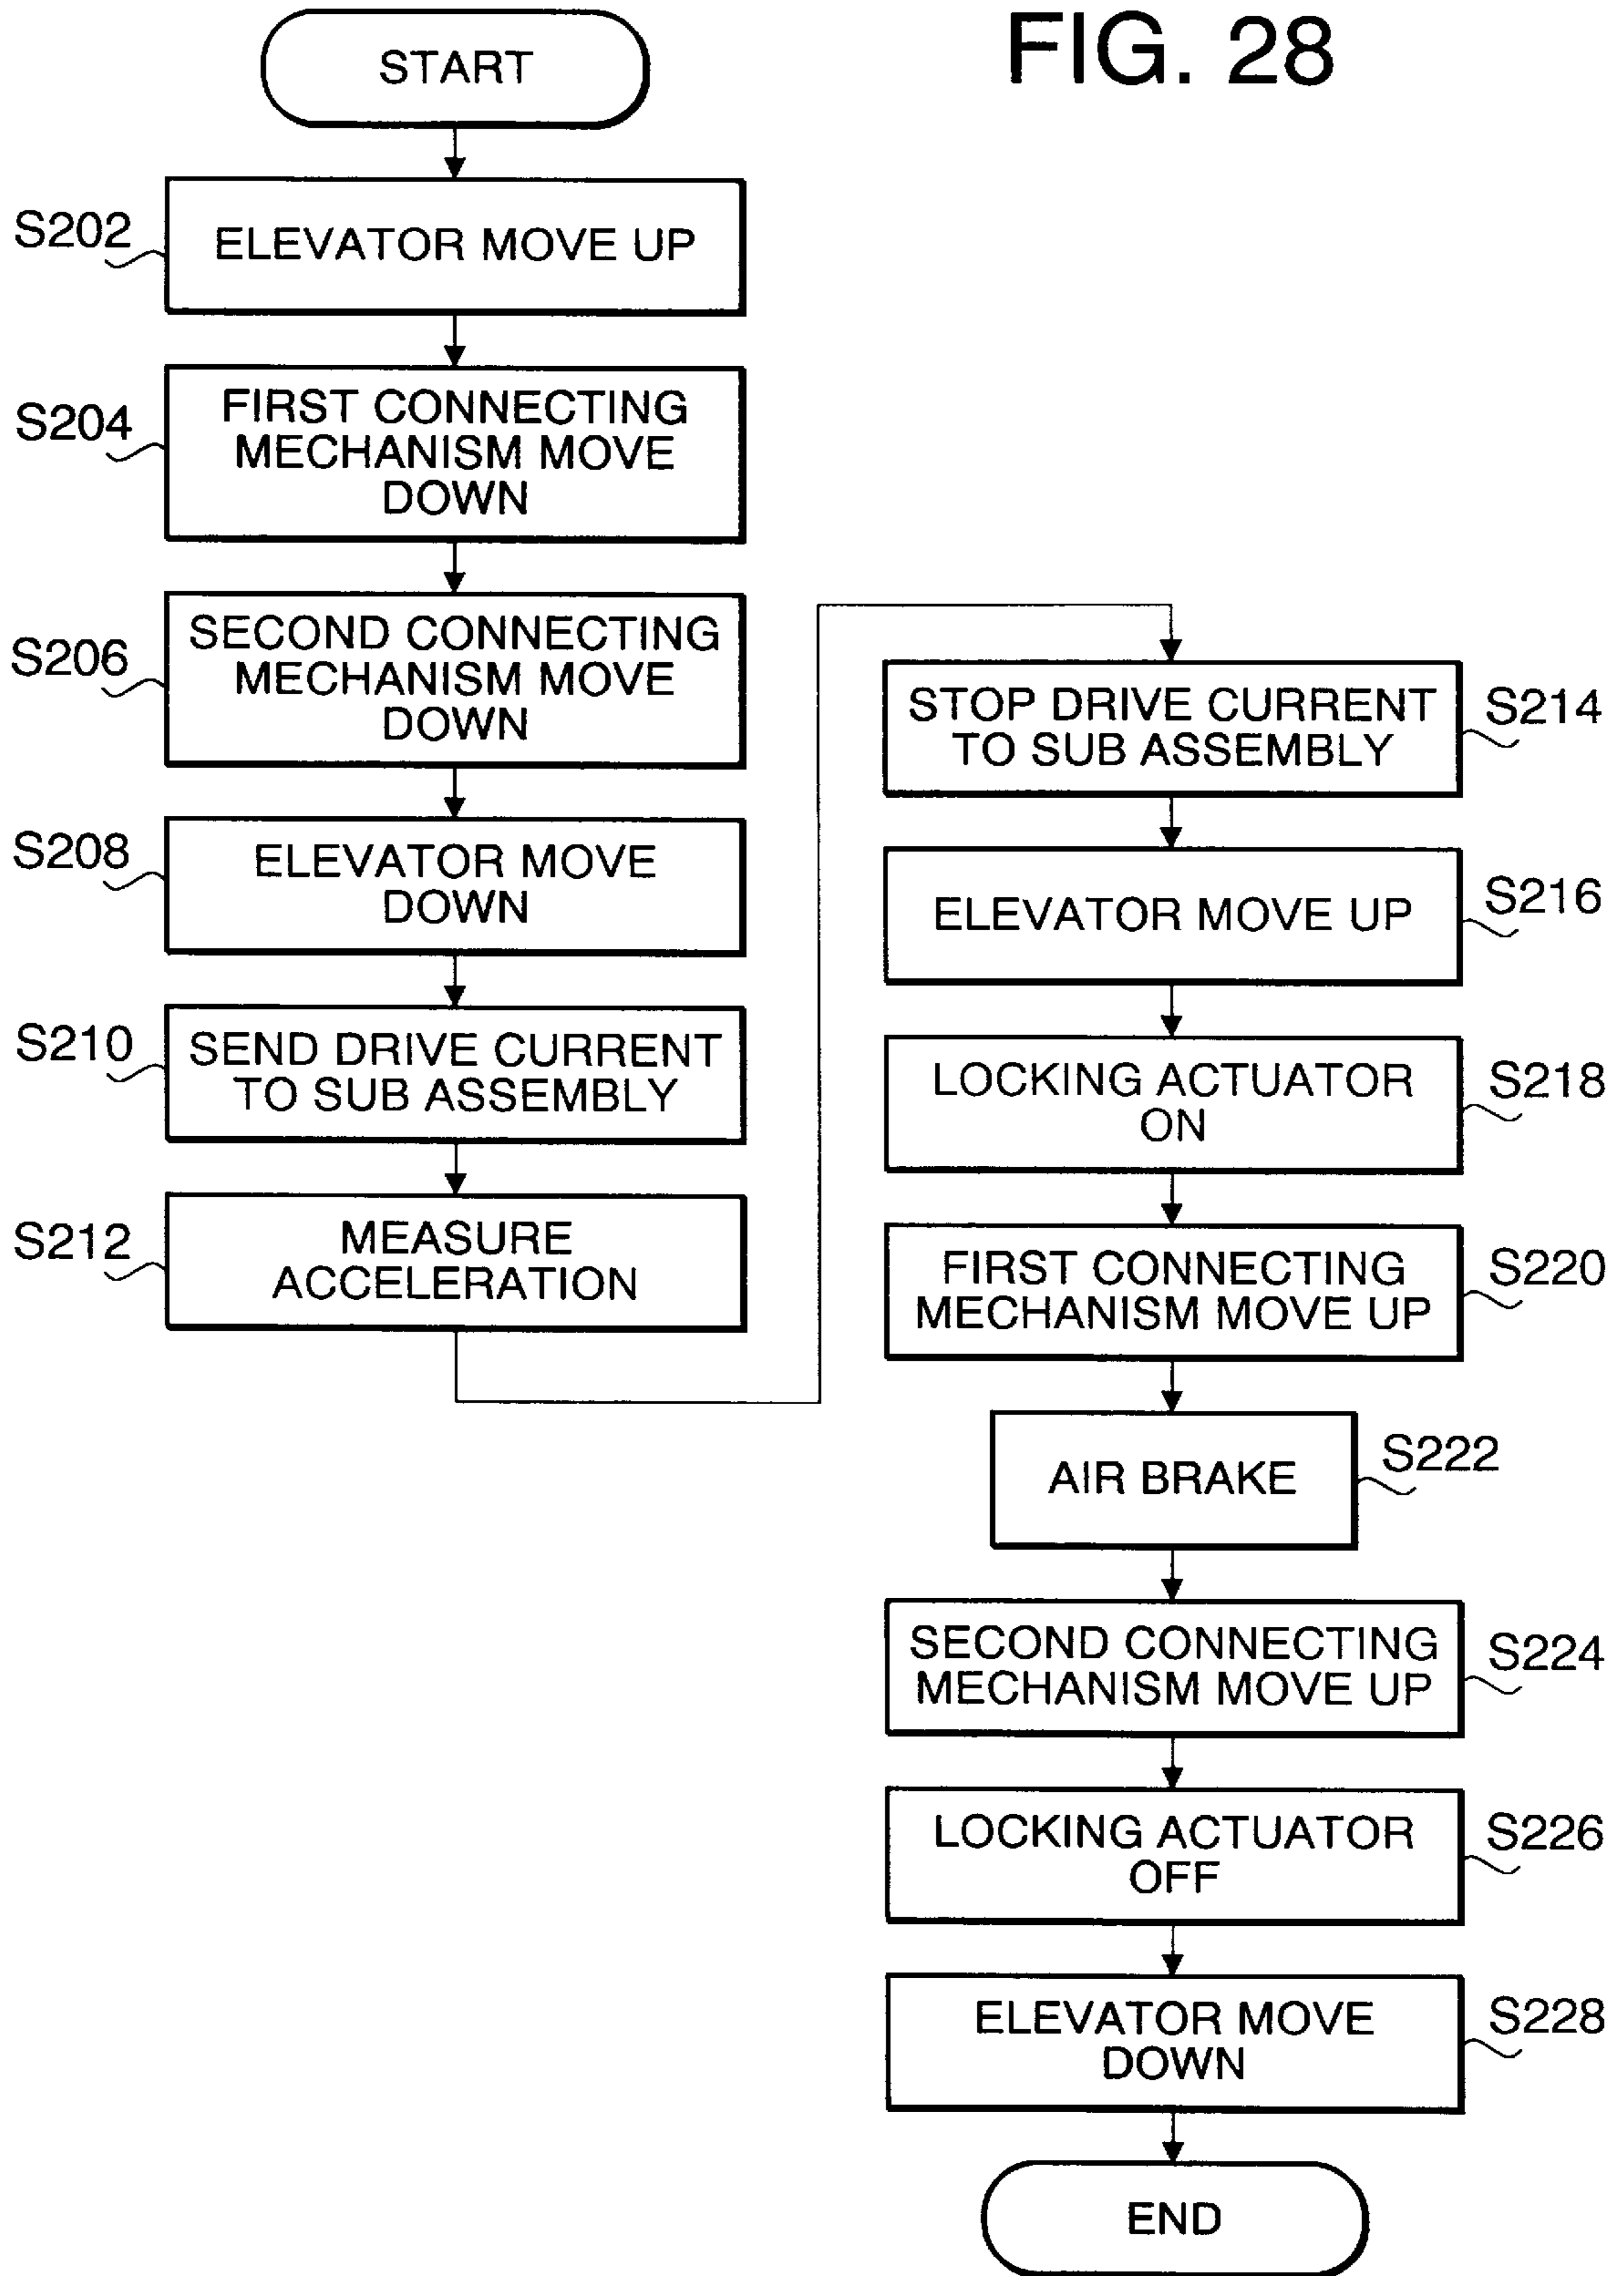 FIG. 28
START
S202
ELEVATOR MOVE UP
S204
FIRST CONNECTING
MECHANISM MOVE
DOWN
S206
SECOND CONNECTING
MECHANISM MOVE
DOWN
S208
ELEVATOR MOVE
DOWN
S210
SEND DRIVE CURRENT
TO SUB ASSEMBLY
S212
MEASURE
ACCELERATION
STOP DRIVE CURRENT
TO SUB ASSEMBLY
S214
ELEVATOR MOVE UP
S216
LOCKING ACTUATOR
ON
S218
FIRST CONNECTING
MECHANISM MOVE UP
S220
AIR BRAKE
S222
SECOND CONNECTING
MECHANISM MOVE UP
S224
LOCKING ACTUATOR
OFF
S226
ELEVATOR MOVE
DOWN
S228
END